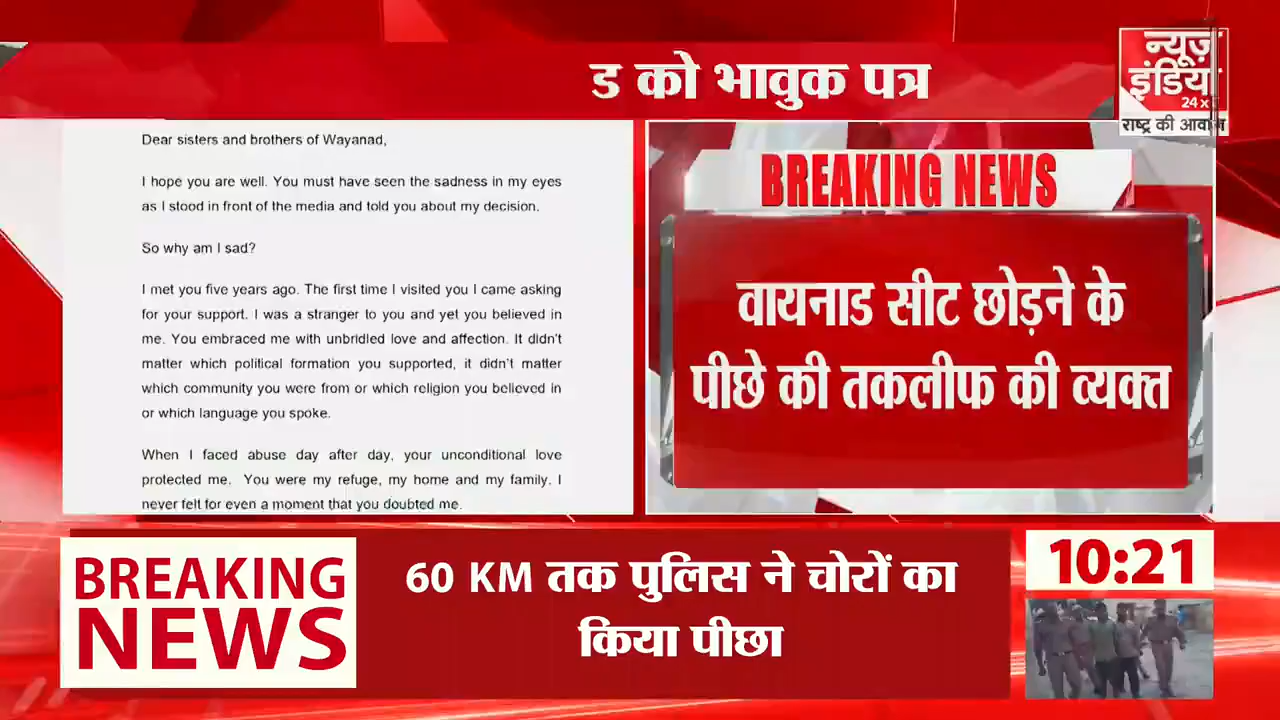 ड को भावुक पत्र
न्यूज़
इंडिया
24x
राष्ट्र की आवाज़
Dear sisters and brothers of Wayanad,
I hope you are well. You must have seen the sadness in my eyes
as I stood in front of the media and told you about my decision.
So why am I sad?
I met you five years ago. The first time I visited you I came asking
for your support. I was a stranger to you and yet you believed in
me. You embraced me with unbridled love and affection. It didn't
matter which political formation you supported, it didn't matter
which community you were from or which religion you believed in
or which language you spoke.
When I faced abuse day after day, your unconditional love
protected me. You were my refuge, my home and my family. I
never felt for even a moment that you doubted me.
BREAKING NEWS
वायनाड सीट छोड़ने के
पीछे की तकलीफ की व्यक्त
BREAKING
NEWS
60 KM तक पुलिस ने चोरों का
किया पीछा
10:21